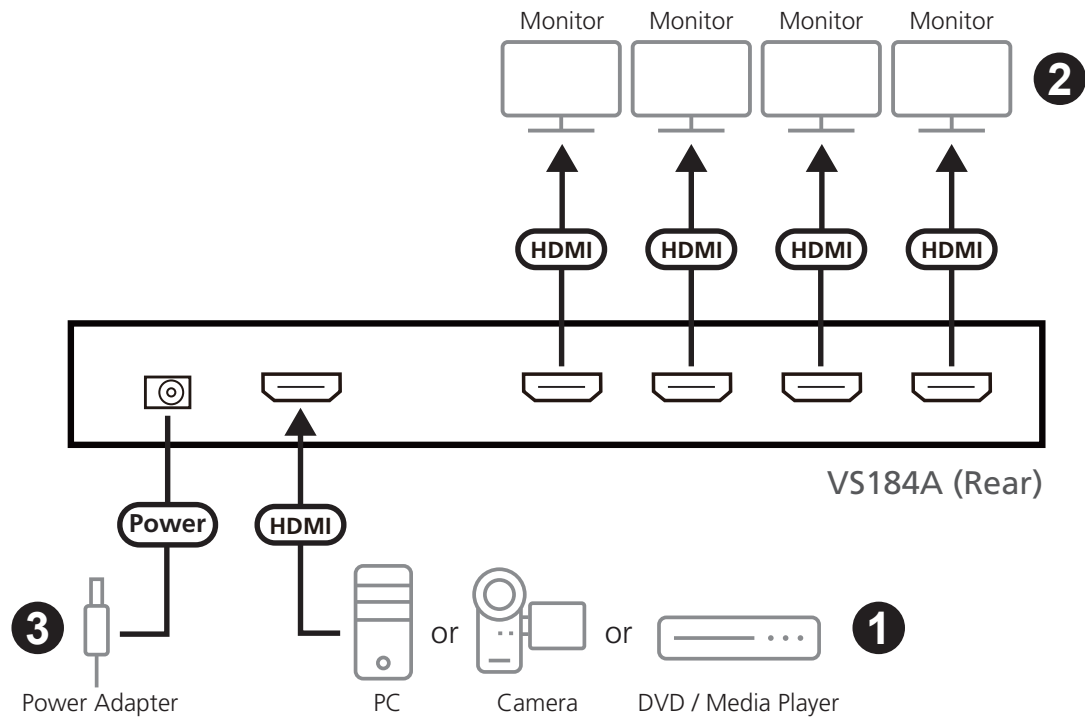 Monitor Monitor Monitor Monitor
2
HDMI HDMI HDMI HDMI
VS184A (Rear)
Power HDMI
3 or or 1
Power Adapter PC Camera DVD / Media Player